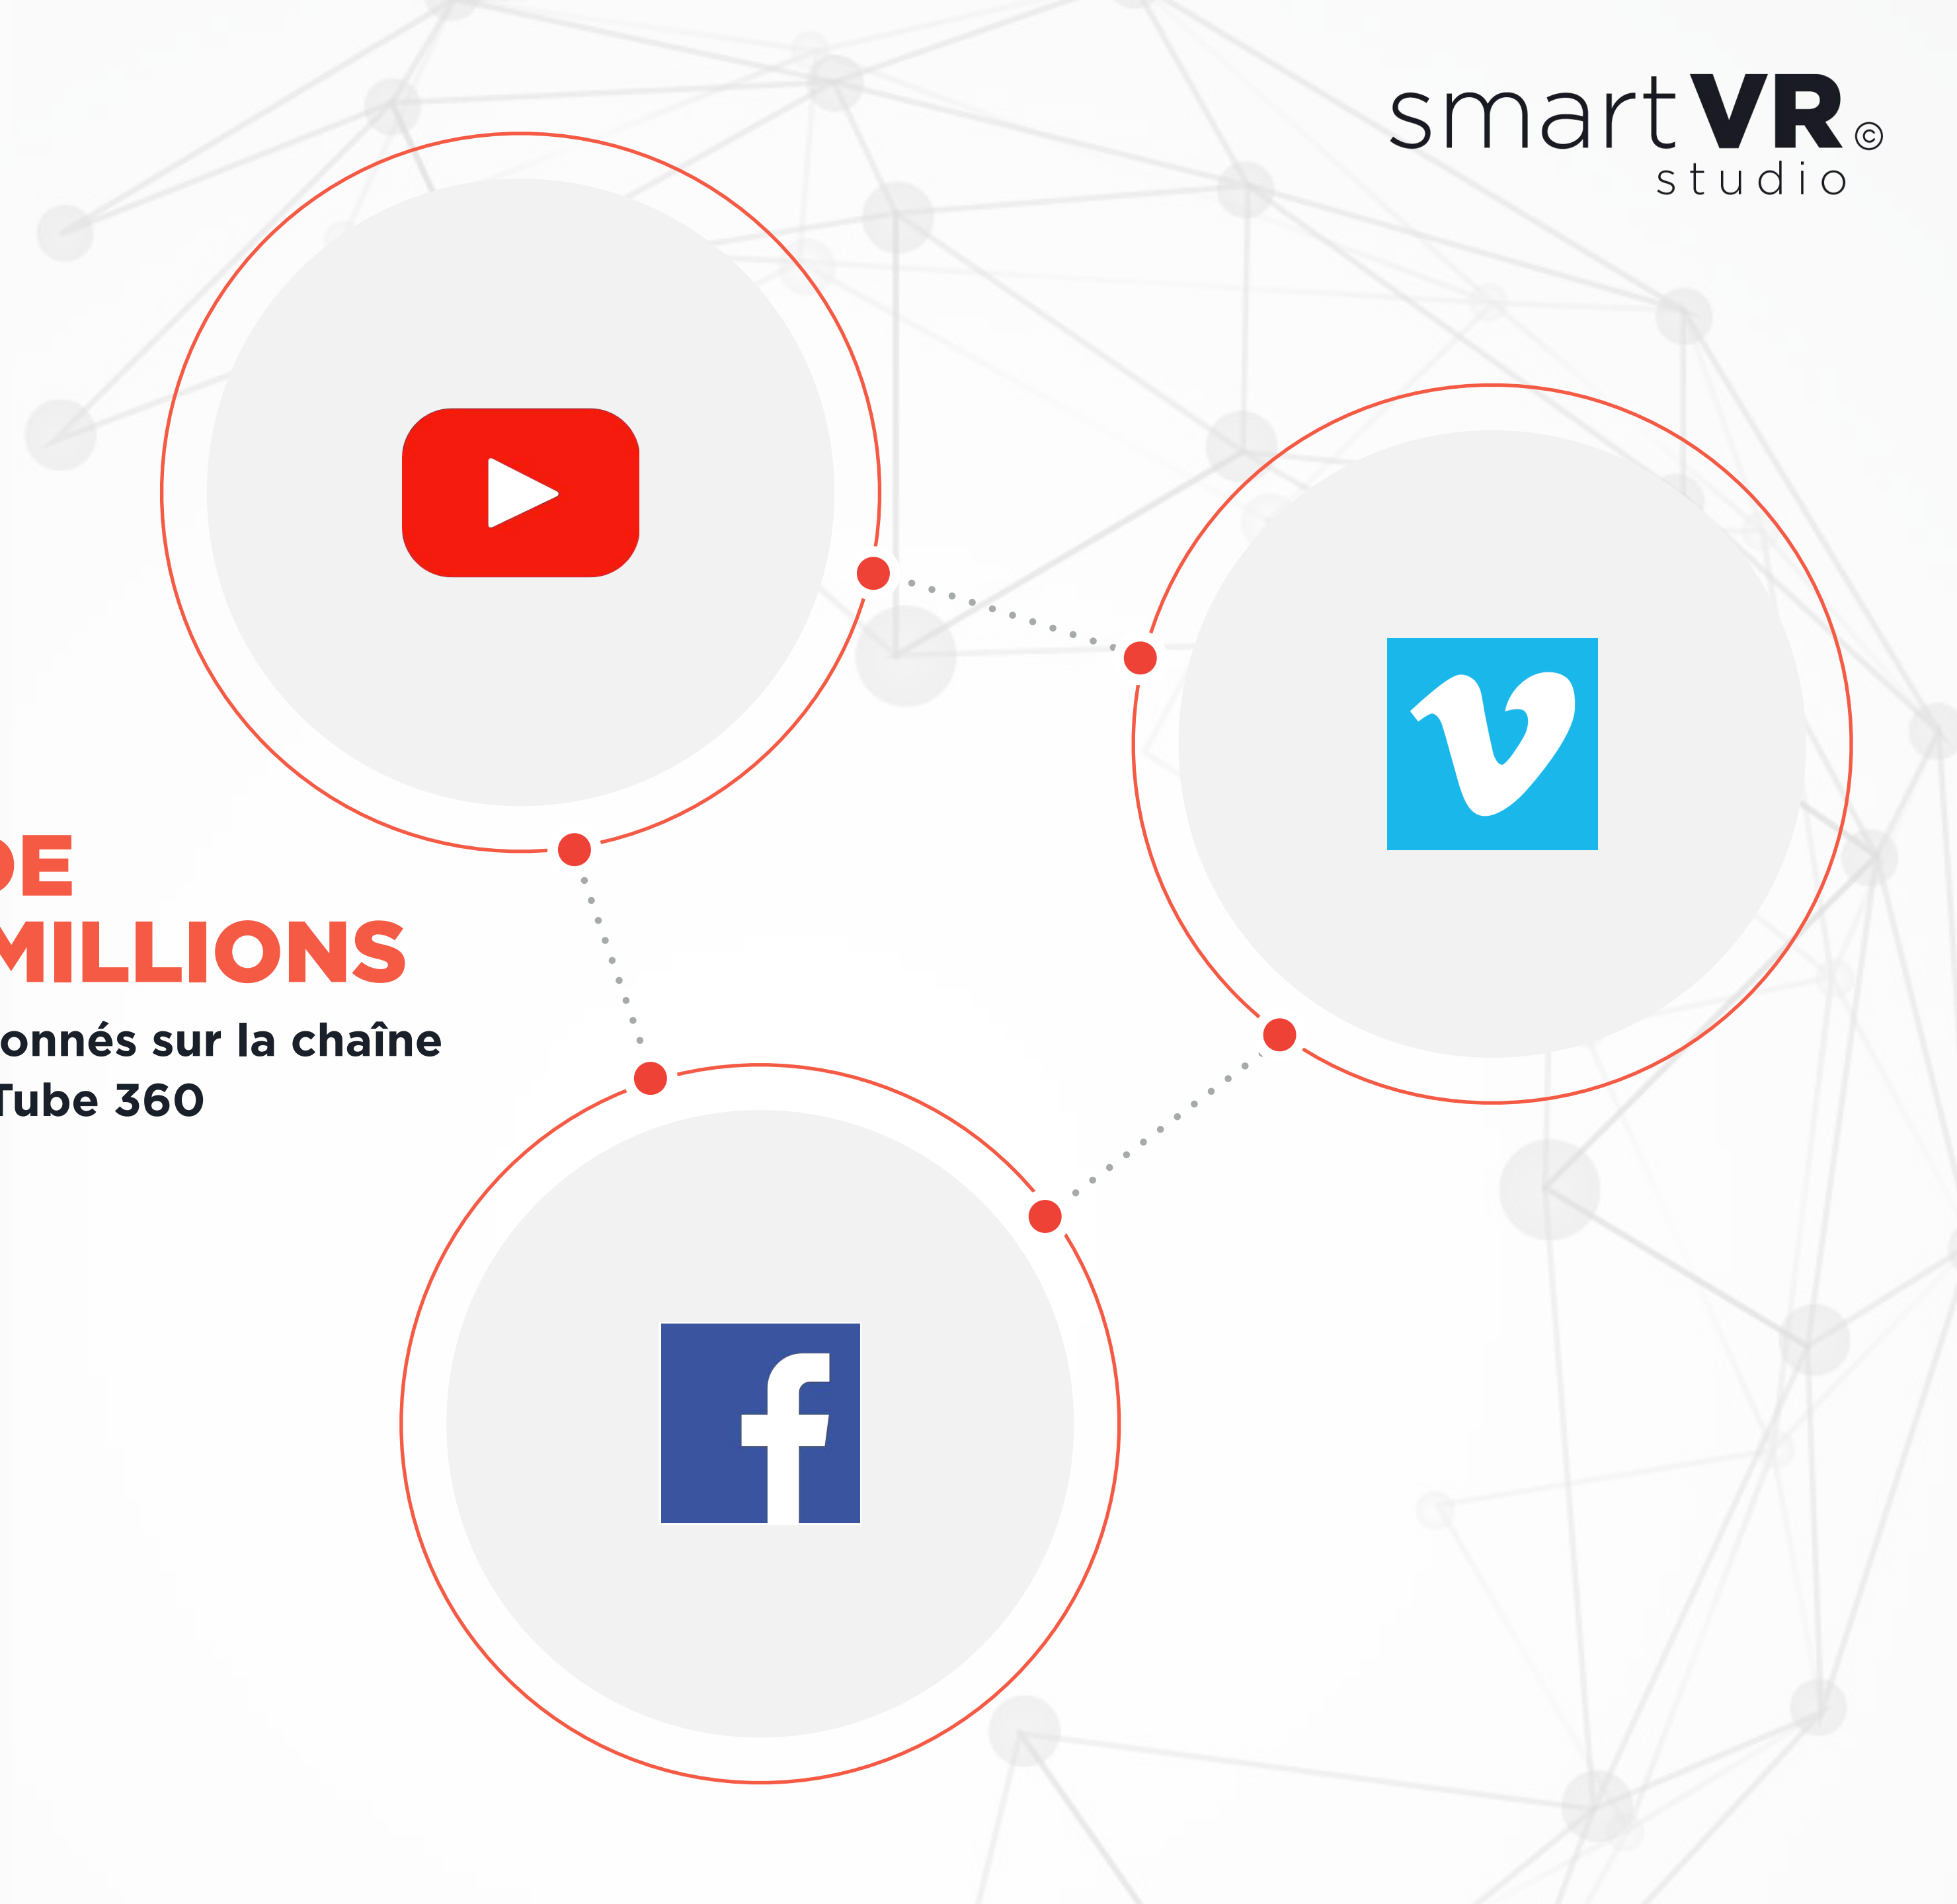 smartVR©
studio
DE
MILLIONS
onnés sur la chaîne
Tube 360